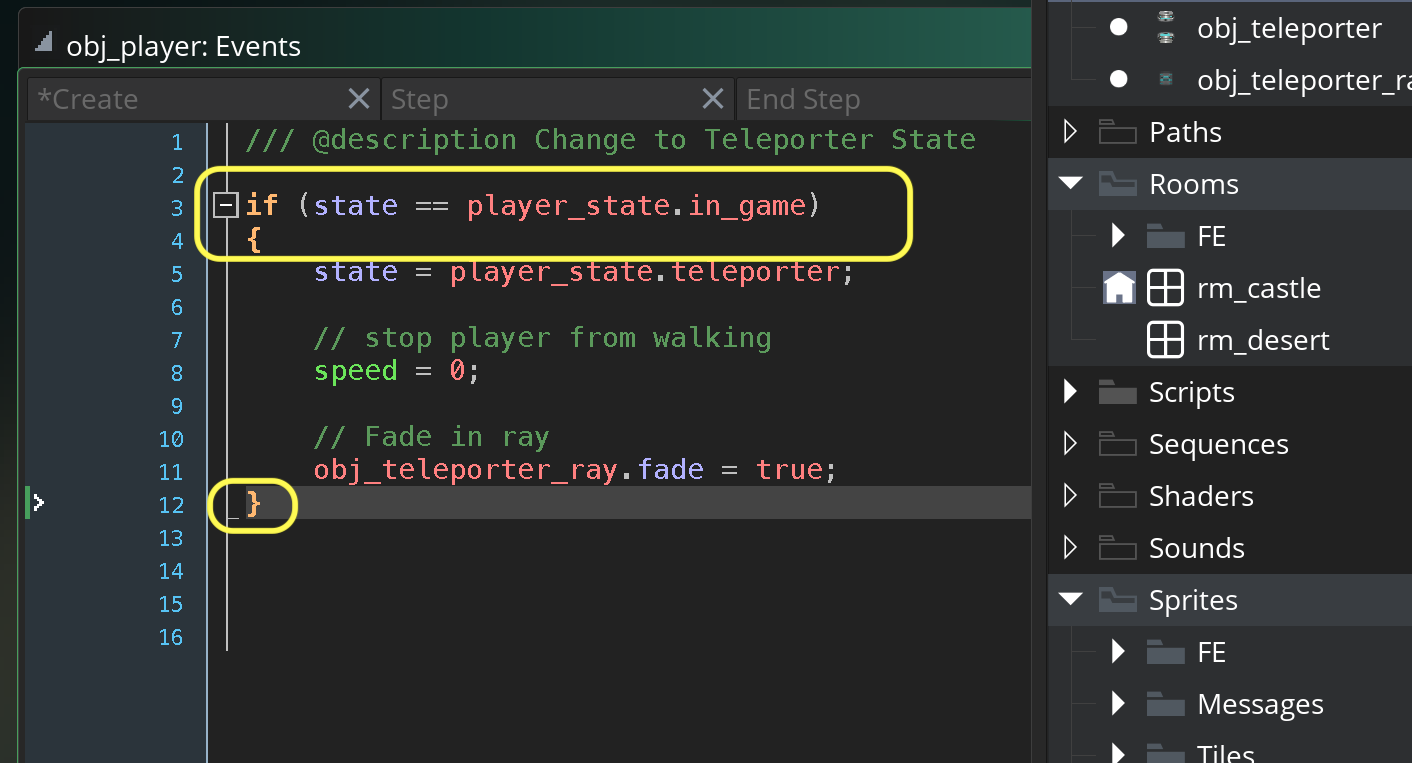 obj_player: Events
*Create
Step
End Step
1 /// @description Change to Teleporter State
2
3 if (state == player_state.in_game)
4 {
5 state = player_state.teleporter;
6
7 // stop player from walking
8 speed = 0;
9
10 // Fade in ray
11 obj_teleporter_ray.fade = true;
12 }
13
14
15
16
obj_teleporter
obj_teleporter_ra
Paths
Rooms
FE
rm_castle
rm_desert
Scripts
Sequences
Shaders
Sounds
Sprites
FE
Messages
Tiles